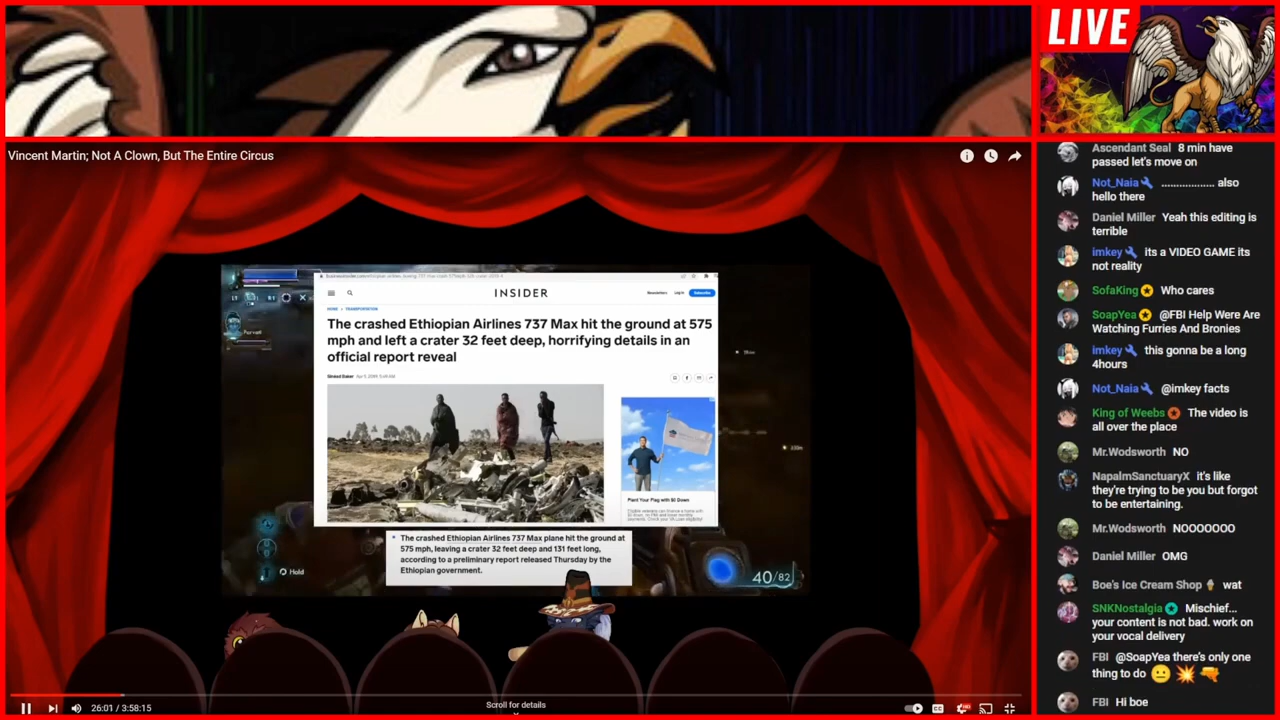 LIVE
Vincent Martin; Not A Clown, But The Entire Circus
INSIDER
Newsletters
Log in
Subscribe
HOME > TRANSPORTATION
The crashed Ethiopian Airlines 737 Max hit the ground at 575
mph and left a crater 32 feet deep, horrifying details in an
official report reveal
Sinéad Baker
Plant Your Flag with $0 Down
The crashed Ethiopian Airlines 737 Max plane hit the ground at
575 mph, leaving a crater 32 feet deep and 131 feet long,
according to a preliminary report released Thursday by the
Ethiopian government.
Hold
40/82
26:01 / 3:58:15
Scroll for details
CC
Ascendant Seal 8 min have
passed let's move on
Not_Naia .................. also
hello there
Daniel Miller Yeah this editing is
terrible
imkey its a VIDEO GAME its
not reality
SofaKing Who cares
SoapYea @FBI Help Were Are
Watching Furries And Bronies
imkey this gonna be a long
4hours
Not_Naia @imkey facts
King of Weebs The video is
all over the place
Mr.Wodsworth NO
NapalmSanctuaryX it's like
they're trying to be you but forgot
to be entertaining.
Mr.Wodsworth NOOOOOOO
Daniel Miller OMG
Boe's Ice Cream Shop 🍦 wat
SNKNostalgia Mischief...
your content is not bad. work on
your vocal delivery
FBI @SoapYea there's only one
thing to do 😐 💥 🔫
FBI Hi boe